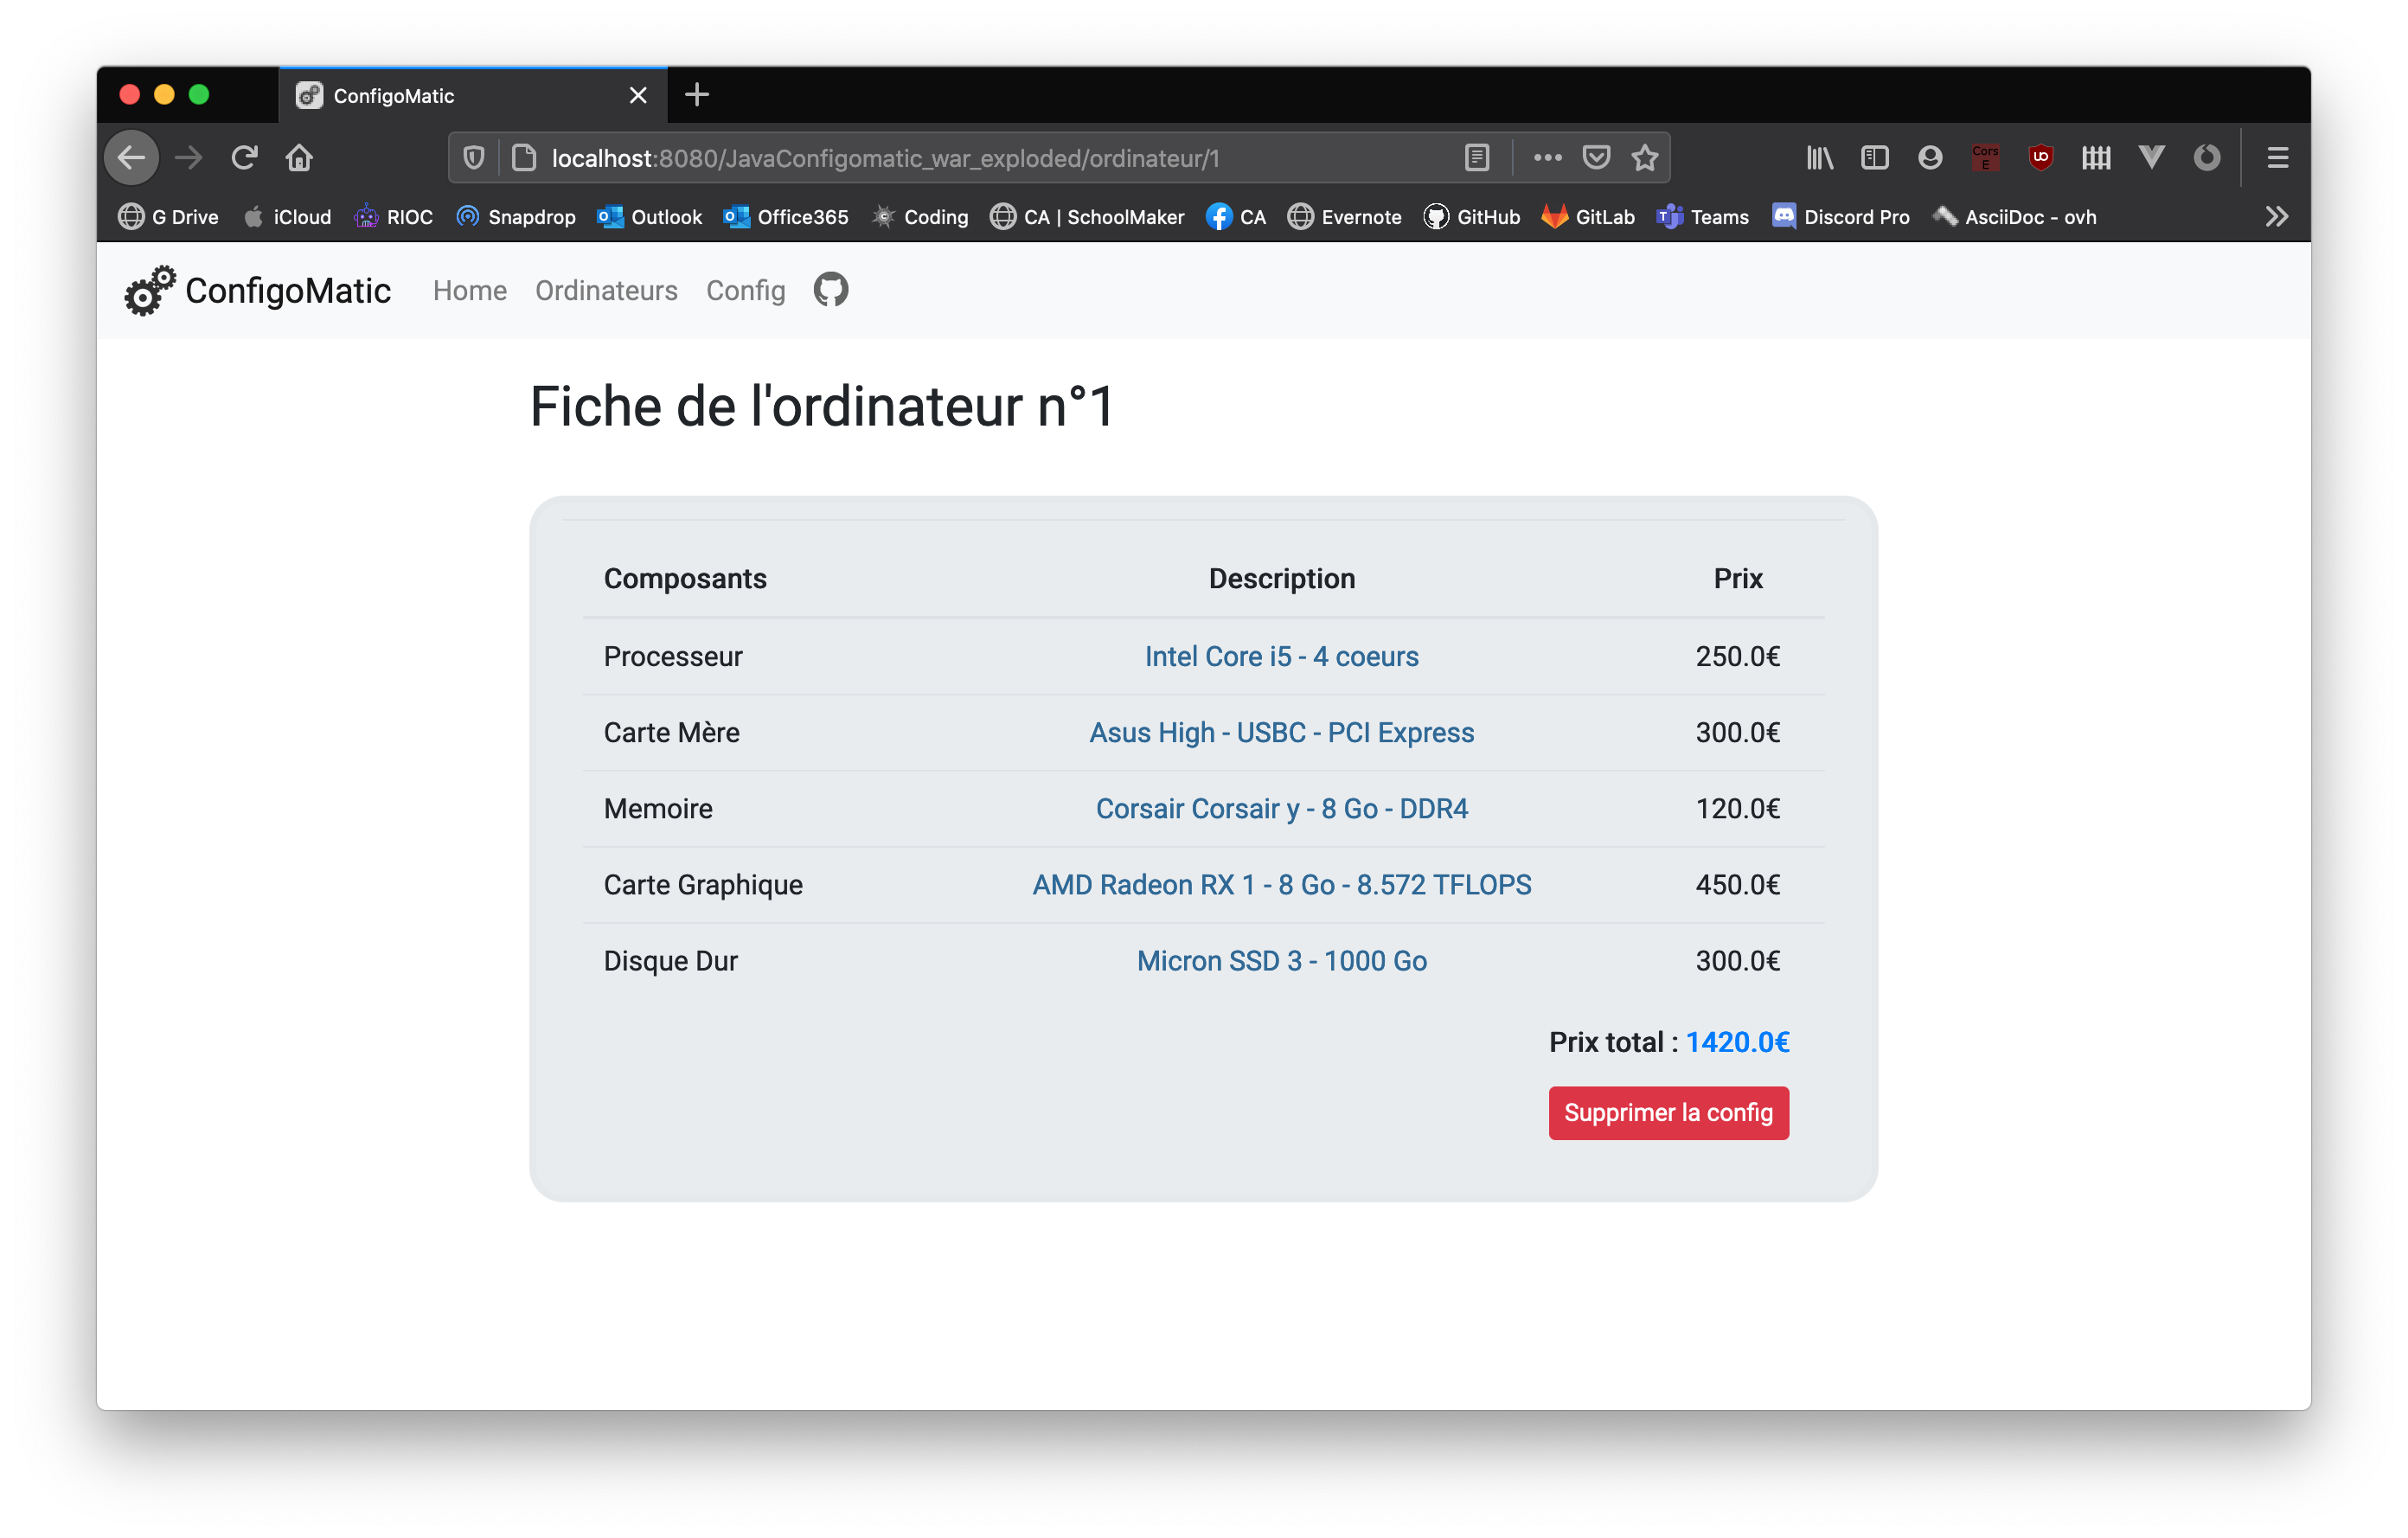 ConfigoMatic
localhost:8080/JavaConfigomatic_war_exploded/ordinateur/1
Cors E
G Drive iCloud RIOC Snapdrop Outlook Office365 Coding CA | SchoolMaker CA Evernote GitHub GitLab Teams Discord Pro AsciiDoc - ovh
ConfigoMatic Home Ordinateurs Config
Fiche de l'ordinateur n°1
Composants Description Prix
Processeur Intel Core i5 - 4 coeurs 250.0€
Carte Mère Asus High - USBC - PCI Express 300.0€
Memoire Corsair Corsair y - 8 Go - DDR4 120.0€
Carte Graphique AMD Radeon RX 1 - 8 Go - 8.572 TFLOPS 450.0€
Disque Dur Micron SSD 3 - 1000 Go 300.0€
Prix total : 1420.0€
Supprimer la config